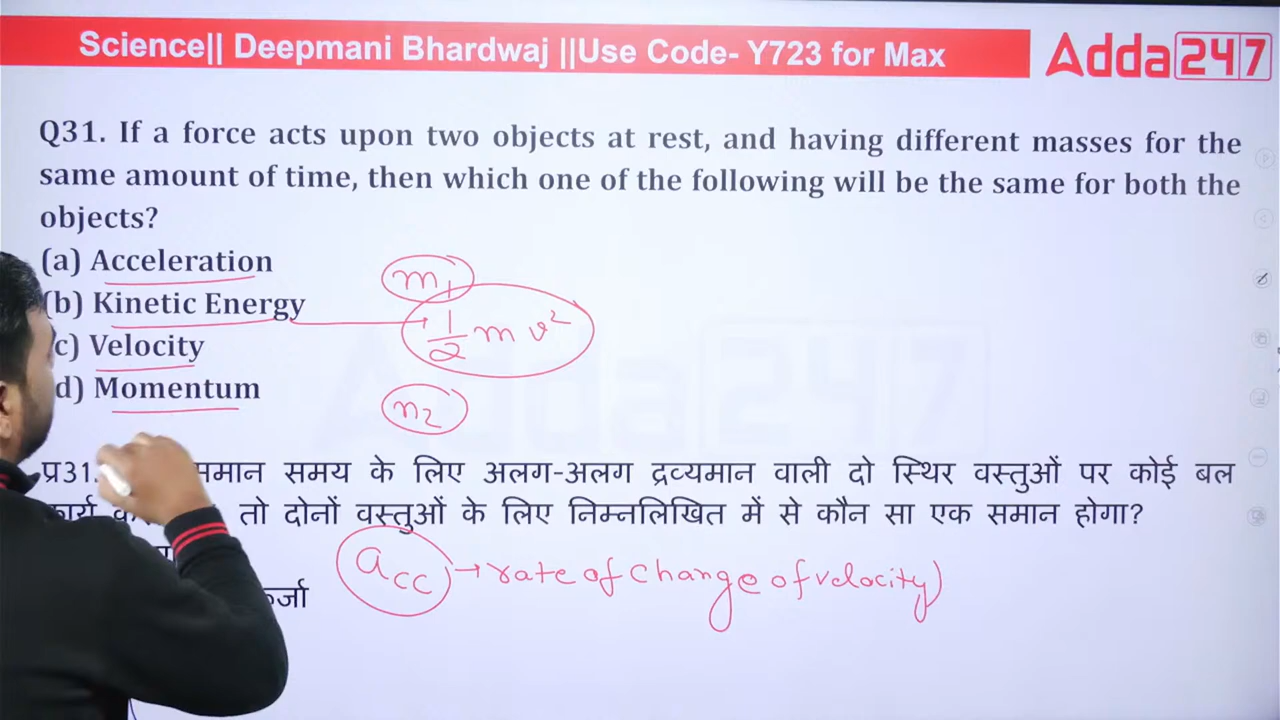 Science|| Deepmani Bhardwaj ||Use Code- Y723 for Max
Adda247
Q31. If a force acts upon two objects at rest, and having different masses for the
same amount of time, then which one of the following will be the same for both the
objects?
(a) Acceleration
(b) Kinetic Energy
c) Velocity
d) Momentum
m1
1/2 m v²
m2
प्र31. समान समय के लिए अलग-अलग द्रव्यमान वाली दो स्थिर वस्तुओं पर कोई बल
कार्य तो दोनों वस्तुओं के लिए निम्नलिखित में से कौन सा एक समान होगा?
acc → rate of change of velocity)